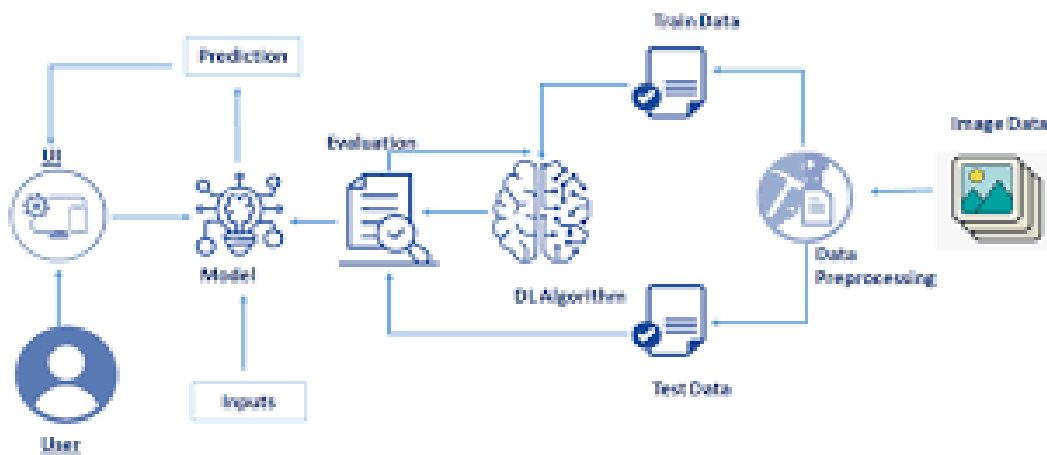 Train Data
Prediction
Image Data
Evaluation
UI
Model
Data
Preprocessing
DL Algorithm
Test Data
Inputs
User